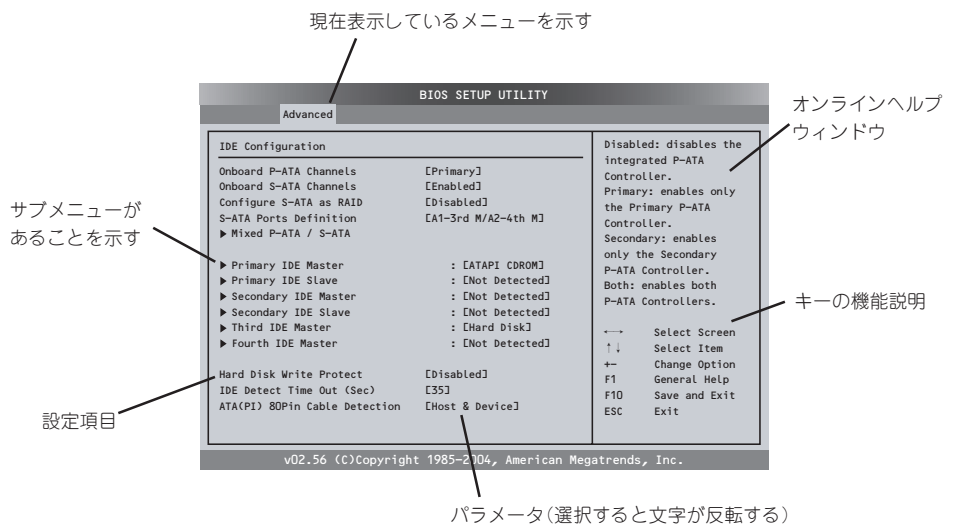 現在表示しているメニューを示す
BIOS SETUP UTILITY
Advanced
オンラインヘルプ
ウィンドウ
IDE Configuration
Onboard P-ATA Channels [Primary]
Onboard S-ATA Channels [Enabled]
Configure S-ATA as RAID [Disabled]
S-ATA Ports Definition [A1-3rd M/A2-4th M]
▶ Mixed P-ATA / S-ATA
サブメニューが
あることを示す
▶ Primary IDE Master : [ATAPI CDROM]
▶ Primary IDE Slave : [Not Detected]
▶ Secondary IDE Master : [Not Detected]
▶ Secondary IDE Slave : [Not Detected]
▶ Third IDE Master : [Hard Disk]
▶ Fourth IDE Master : [Not Detected]
Hard Disk Write Protect [Disabled]
IDE Detect Time Out (Sec) [35]
ATA(PI) 80Pin Cable Detection [Host & Device]
設定項目
Disabled: disables the
integrated P-ATA
Controller.
Primary: enables only
the Primary P-ATA
Controller.
Secondary: enables
only the Secondary
P-ATA Controller.
Both: enables both
P-ATA Controllers.
キーの機能説明
←→ Select Screen
↑↓ Select Item
+- Change Option
F1 General Help
F10 Save and Exit
ESC Exit
v02.56 (C)Copyright 1985-2004, American Megatrends, Inc.
パラメータ(選択すると文字が反転する)